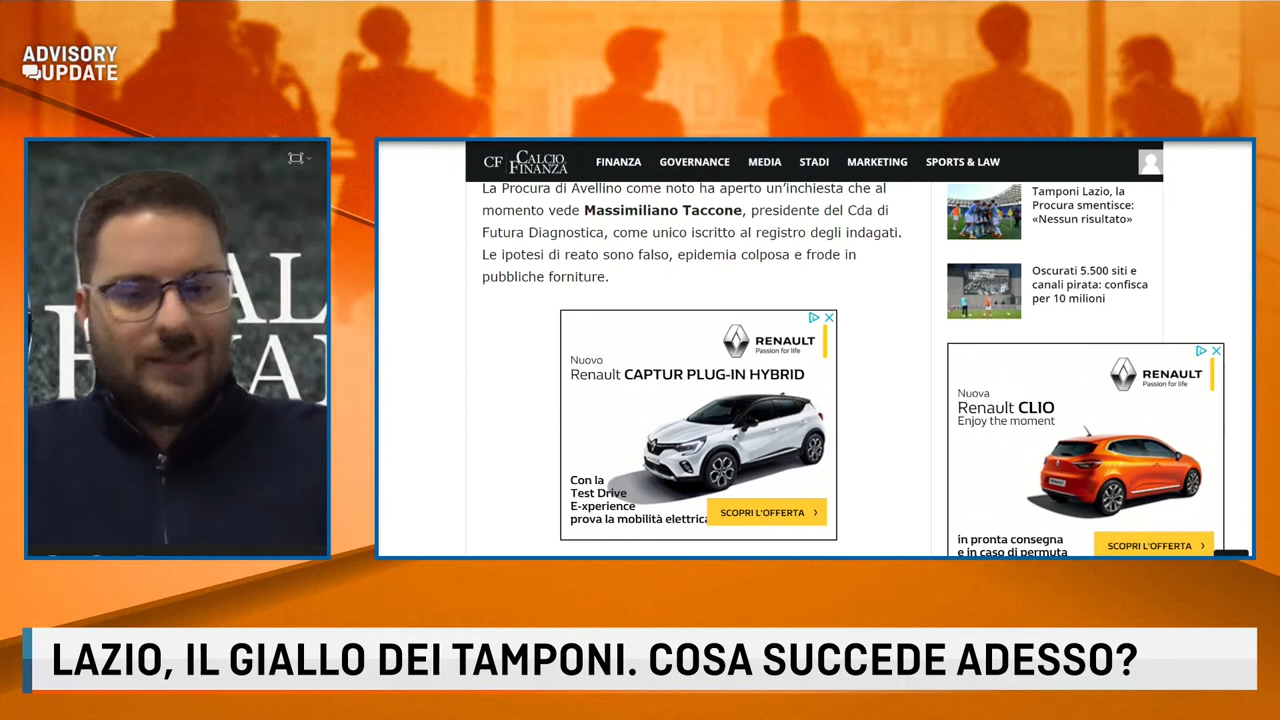 ADVISORY
UPDATE
CF CALCIO
FINANZA
FINANZA GOVERNANCE MEDIA STADI MARKETING SPORTS & LAW
La Procura di Avellino come noto ha aperto un'inchiesta che al
momento vede Massimiliano Taccone, presidente del Cda di
Futura Diagnostica, come unico iscritto al registro degli indagati.
Le ipotesi di reato sono falso, epidemia colposa e frode in
pubbliche forniture.
Tamponi Lazio, la
Procura smentisce:
«Nessun risultato»
Oscurati 5.500 siti e
canali pirata: confisca
per 10 milioni
RENAULT
Passion for life
Nuovo
Renault CAPTUR PLUG-IN HYBRID
Con la
Test Drive
E-xperience
prova la mobilità elettrica
SCOPRI L'OFFERTA
RENAULT
Passion for life
Nuova
Renault CLIO
Enjoy the moment
in pronta consegna
e in caso di permuta
SCOPRI L'OFFERTA
LAZIO, IL GIALLO DEI TAMPONI. COSA SUCCEDE ADESSO?